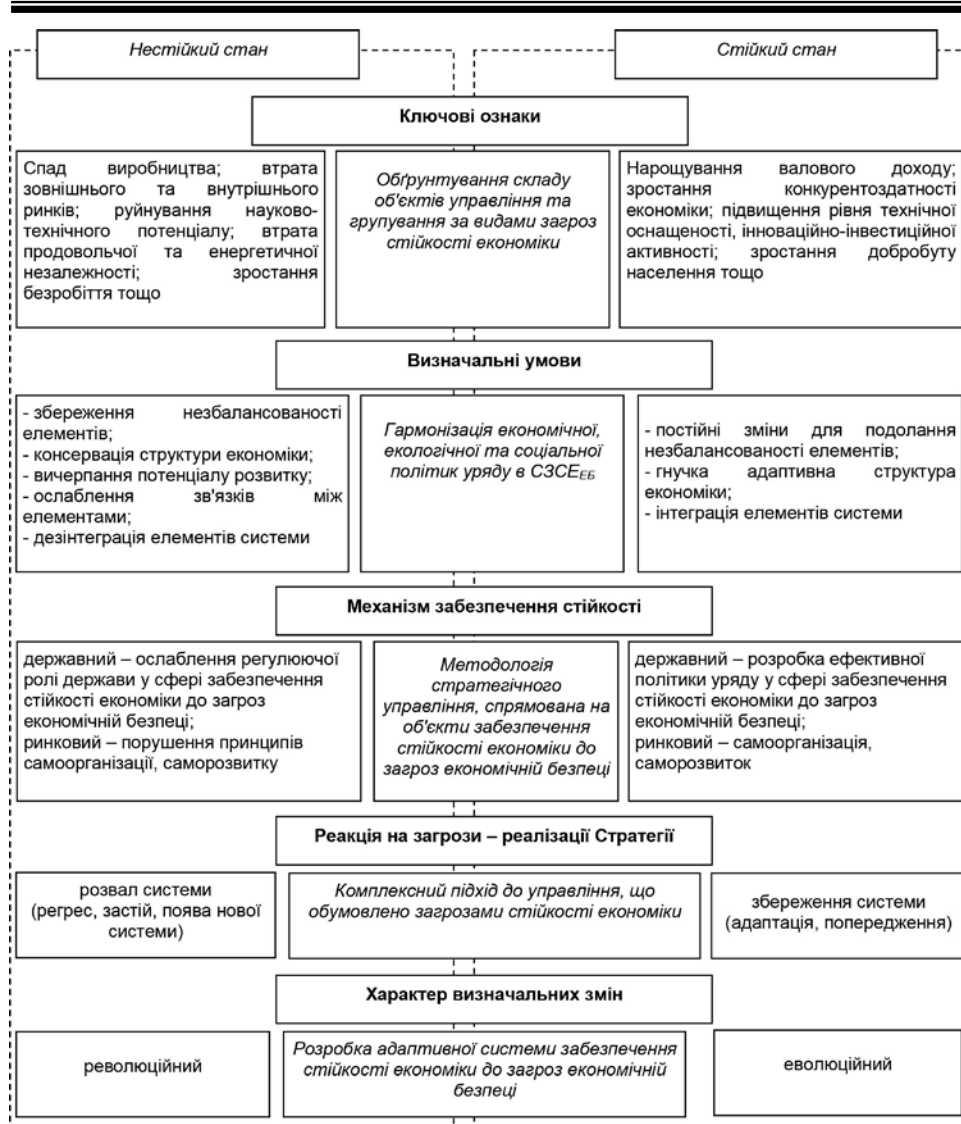 Нестійкий стан
Стійкий стан
Ключові ознаки
Спад виробництва; втрата
зовнішнього та внутрішнього
ринків; руйнування науково-
технічного потенціалу; втрата
продовольчої та енергетичної
незалежності; зростання
безробіття тощо
Обґрунтування складу
об'єктів управління та
групування за видами загроз
стійкості економіки
Нарощування валового доходу;
зростання конкурентоздатності
економіки; підвищення рівня технічної
оснащеності, інноваційно-інвестиційної
активності; зростання добробуту
населення тощо
Визначальні умови
- збереження незбалансованості
елементів;
- консервація структури економіки;
- вичерпання потенціалу розвитку;
- ослаблення зв'язків між
елементами;
- дезінтеграція елементів системи
Гармонізація економічної,
екологічної та соціальної
політик уряду в СЗСЕЕБ
- постійні зміни для подолання
незбалансованості елементів;
- гнучка адаптивна структура
економіки;
- інтеграція елементів системи
Механізм забезпечення стійкості
державний – ослаблення регулюючої
ролі держави у сфері забезпечення
стійкості економіки до загроз
економічній безпеці;
ринковий – порушення принципів
самоорганізації, саморозвитку
Методологія
стратегічного
управління, спрямована на
об'єкти забезпечення
стійкості економіки до
загроз економічній безпеці
державний – розробка ефективної
політики уряду у сфері забезпечення
стійкості економіки до загроз
економічній безпеці;
ринковий – самоорганізація,
саморозвиток
Реакція на загрози – реалізації Стратегії
розвал системи
(регрес, застій, поява нової
системи)
Комплексний підхід до управління, що
обумовлено загрозами стійкості економіки
збереження системи
(адаптація, попередження)
Характер визначальних змін
революційний
Розробка адаптивної системи забезпечення
стійкості економіки до загроз економічній
безпеці
еволюційний